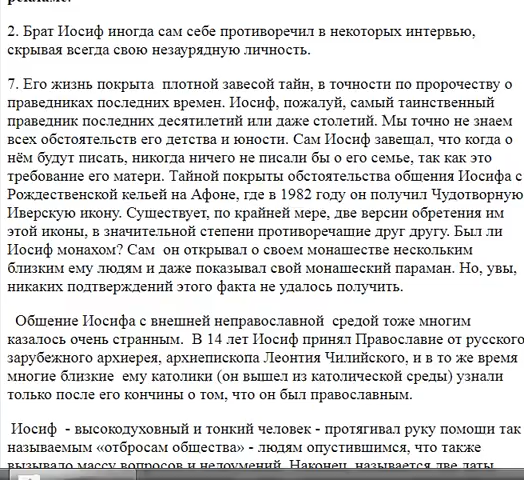 рекламе.
2. Брат Иосиф иногда сам себе противоречил в некоторых интервью,
скрывая всегда свою незаурядную личность.
7. Его жизнь покрыта плотной завесой тайн, в точности по пророчеству о
праведниках последних времен. Иосиф, пожалуй, самый таинственный
праведник последних десятилетий или даже столетий. Мы точно не знаем
всех обстоятельств его детства и юности. Сам Иосиф завещал, что когда о
нём будут писать, никогда ничего не писали бы о его семье, так как это
требование его матери. Тайной покрыты обстоятельства общения Иосифа с
Рождественской кельей на Афоне, где в 1982 году он получил Чудотворную
Иверскую икону. Существует, по крайней мере, две версии обретения им
этой иконы, в значительной степени противоречащие друг другу. Был ли
Иосиф монахом? Сам он открывал о своем монашестве нескольким
близким ему людям и даже показывал свой монашеский параман. Но, увы,
никаких подтверждений этого факта не удалось получить.
Общение Иосифа с внешней неправославной средой тоже многим
казалось очень странным. В 14 лет Иосиф принял Православие от русского
зарубежного архиерея, архиепископа Леонтия Чилийского, и в то же время
многие близкие ему католики (он вышел из католической среды) узнали
только после его кончины о том, что он был православным.
Иосиф - высокодуховный и тонкий человек - протягивал руку помощи так
называемым «отбросам общества» - людям опустившимся, что также
вызывало массу вопросов и недоумений. Наконец, называется две даты